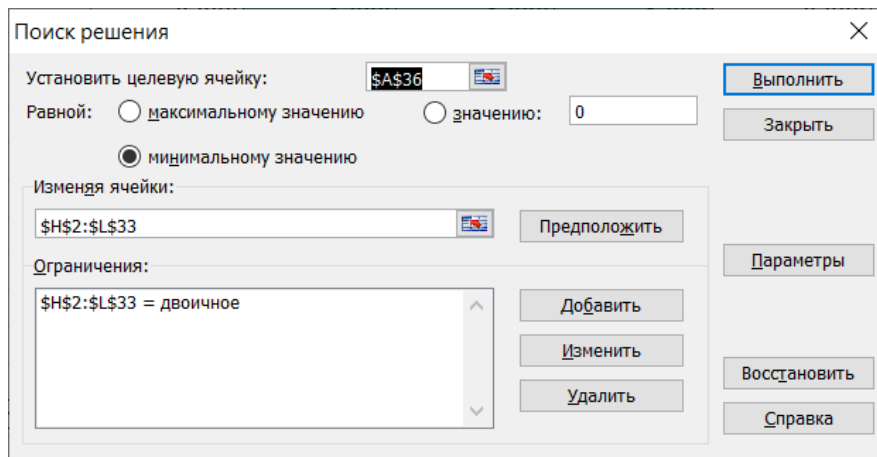 Поиск решения
Установить целевую ячейку: $A$36
Выполнить
Равной: максимальному значению значению: 0
Закрыть
минимальному значению
Изменяя ячейки:
$H$2:$L$33 Предположить
Ограничения:
Параметры
$H$2:$L$33 = двоичное
Добавить
Изменить
Восстановить
Удалить
Справка